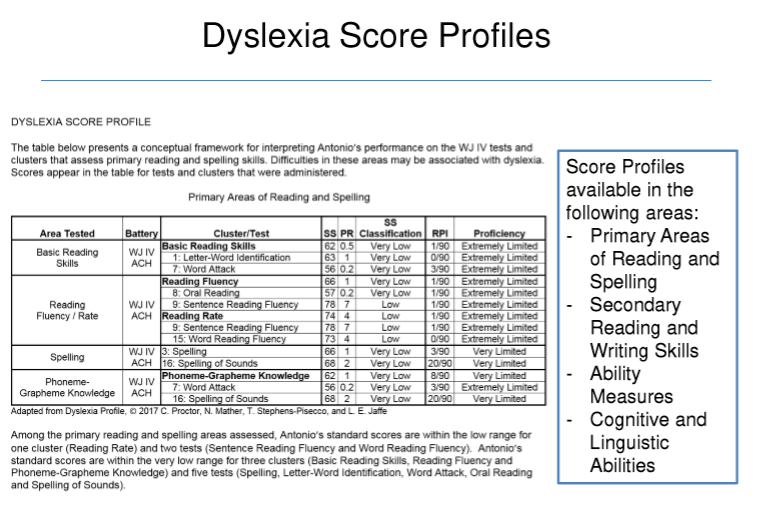 Dyslexia Score Profiles
DYSLEXIA SCORE PROFILE
The table below presents a conceptual framework for interpreting Antonio's performance on the WJ IV tests and
clusters that assess primary reading and spelling skills. Difficulties in these areas may be associated with dyslexia.
Scores appear in the table for tests and clusters that were administered.
Primary Areas of Reading and Spelling
Area Tested Battery Cluster/Test SS PR SS Classification RPI Proficiency
Basic Reading Skills WJ IV ACH Basic Reading Skills 62 0.5 Very Low 1/90 Extremely Limited
1: Letter-Word Identification 63 1 Very Low 0/90 Extremely Limited
7: Word Attack 56 0.2 Very Low 3/90 Extremely Limited
Reading Fluency / Rate WJ IV ACH Reading Fluency 66 1 Very Low 1/90 Extremely Limited
8: Oral Reading 57 0.2 Very Low 1/90 Extremely Limited
9: Sentence Reading Fluency 78 7 Low 1/90 Extremely Limited
Reading Rate 74 4 Low 1/90 Extremely Limited
9: Sentence Reading Fluency 78 7 Low 1/90 Extremely Limited
15: Word Reading Fluency 73 4 Low 0/90 Extremely Limited
Spelling WJ IV ACH 3: Spelling 66 1 Very Low 3/90 Very Limited
16: Spelling of Sounds 68 2 Very Low 20/90 Very Limited
Phoneme-Grapheme Knowledge WJ IV ACH Phoneme-Grapheme Knowledge 62 1 Very Low 8/90 Very Limited
7: Word Attack 56 0.2 Very Low 3/90 Extremely Limited
16: Spelling of Sounds 68 2 Very Low 20/90 Very Limited
Adapted from Dyslexia Profile, © 2017 C. Proctor, N. Mather, T. Stephens-Pisecco, and L. E. Jaffe
Among the primary reading and spelling areas assessed, Antonio's standard scores are within the low range for
one cluster (Reading Rate) and two tests (Sentence Reading Fluency and Word Reading Fluency). Antonio's
standard scores are within the very low range for three clusters (Basic Reading Skills, Reading Fluency and
Phoneme-Grapheme Knowledge) and five tests (Spelling, Letter-Word Identification, Word Attack, Oral Reading
and Spelling of Sounds).
Score Profiles
available in the
following areas:
- Primary Areas
of Reading and
Spelling
- Secondary
Reading and
Writing Skills
- Ability
Measures
- Cognitive and
Linguistic
Abilities